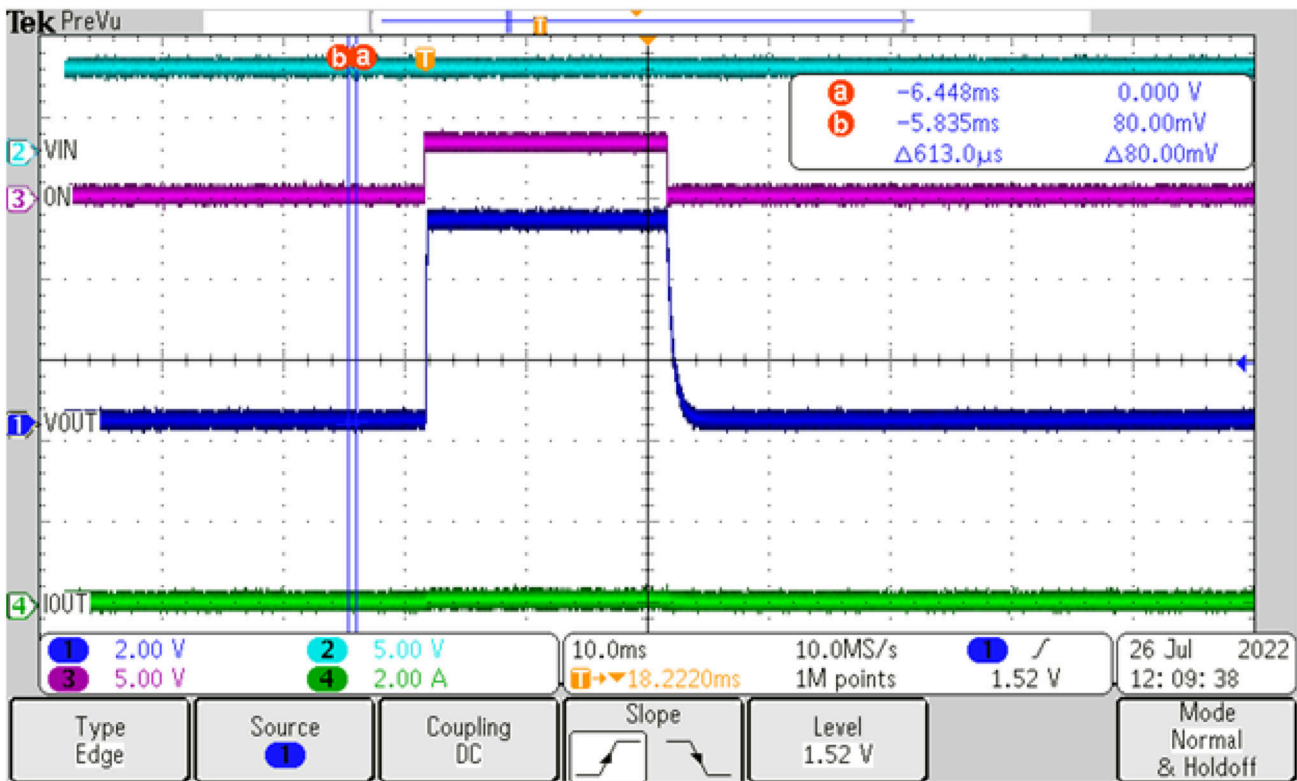 Tek PreVu
T
b a T
a -6.448ms 0.000 V
b -5.835ms 80.00mV
Δ613.0µs Δ80.00mV
2 VIN
3 ON
1 VOUT
4 IOUT
1 2.00 V 2 5.00 V
3 5.00 V 4 2.00 A
10.0ms 10.0MS/s 1 
T→▼18.2220ms 1M points 1.52 V
26 Jul 2022
12:09:38
Type
Edge
Source
1
Coupling
DC
Slope
Level
1.52 V
Mode
Normal
& Holdoff